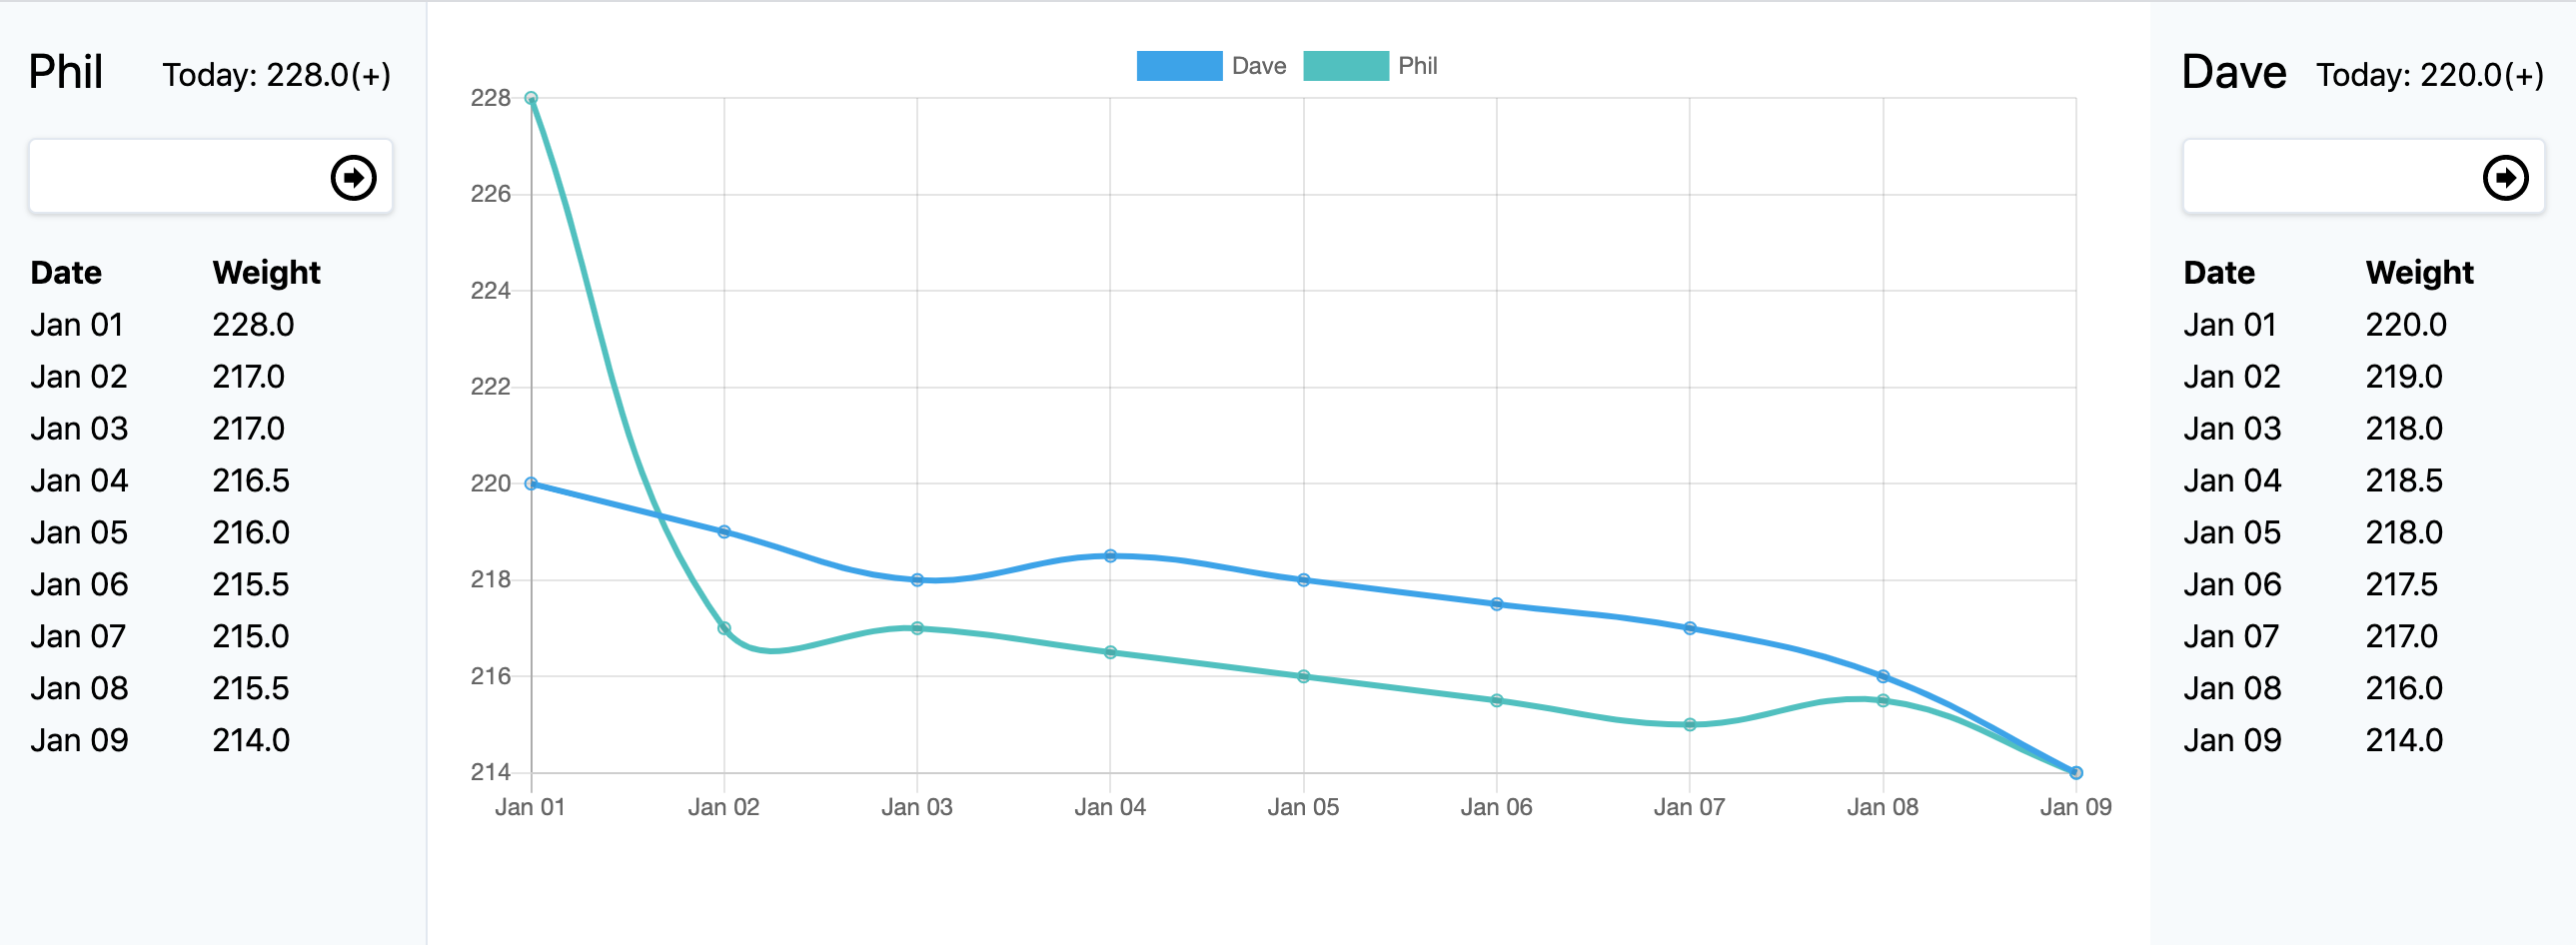 Phil Today: 228.0(+)
Date Weight
Jan 01 228.0
Jan 02 217.0
Jan 03 217.0
Jan 04 216.5
Jan 05 216.0
Jan 06 215.5
Jan 07 215.0
Jan 08 215.5
Jan 09 214.0
Dave Phil
228
226
224
222
220
218
216
214
Jan 01 Jan 02 Jan 03 Jan 04 Jan 05 Jan 06 Jan 07 Jan 08 Jan 09
Dave Today: 220.0(+)
Date Weight
Jan 01 220.0
Jan 02 219.0
Jan 03 218.0
Jan 04 218.5
Jan 05 218.0
Jan 06 217.5
Jan 07 217.0
Jan 08 216.0
Jan 09 214.0